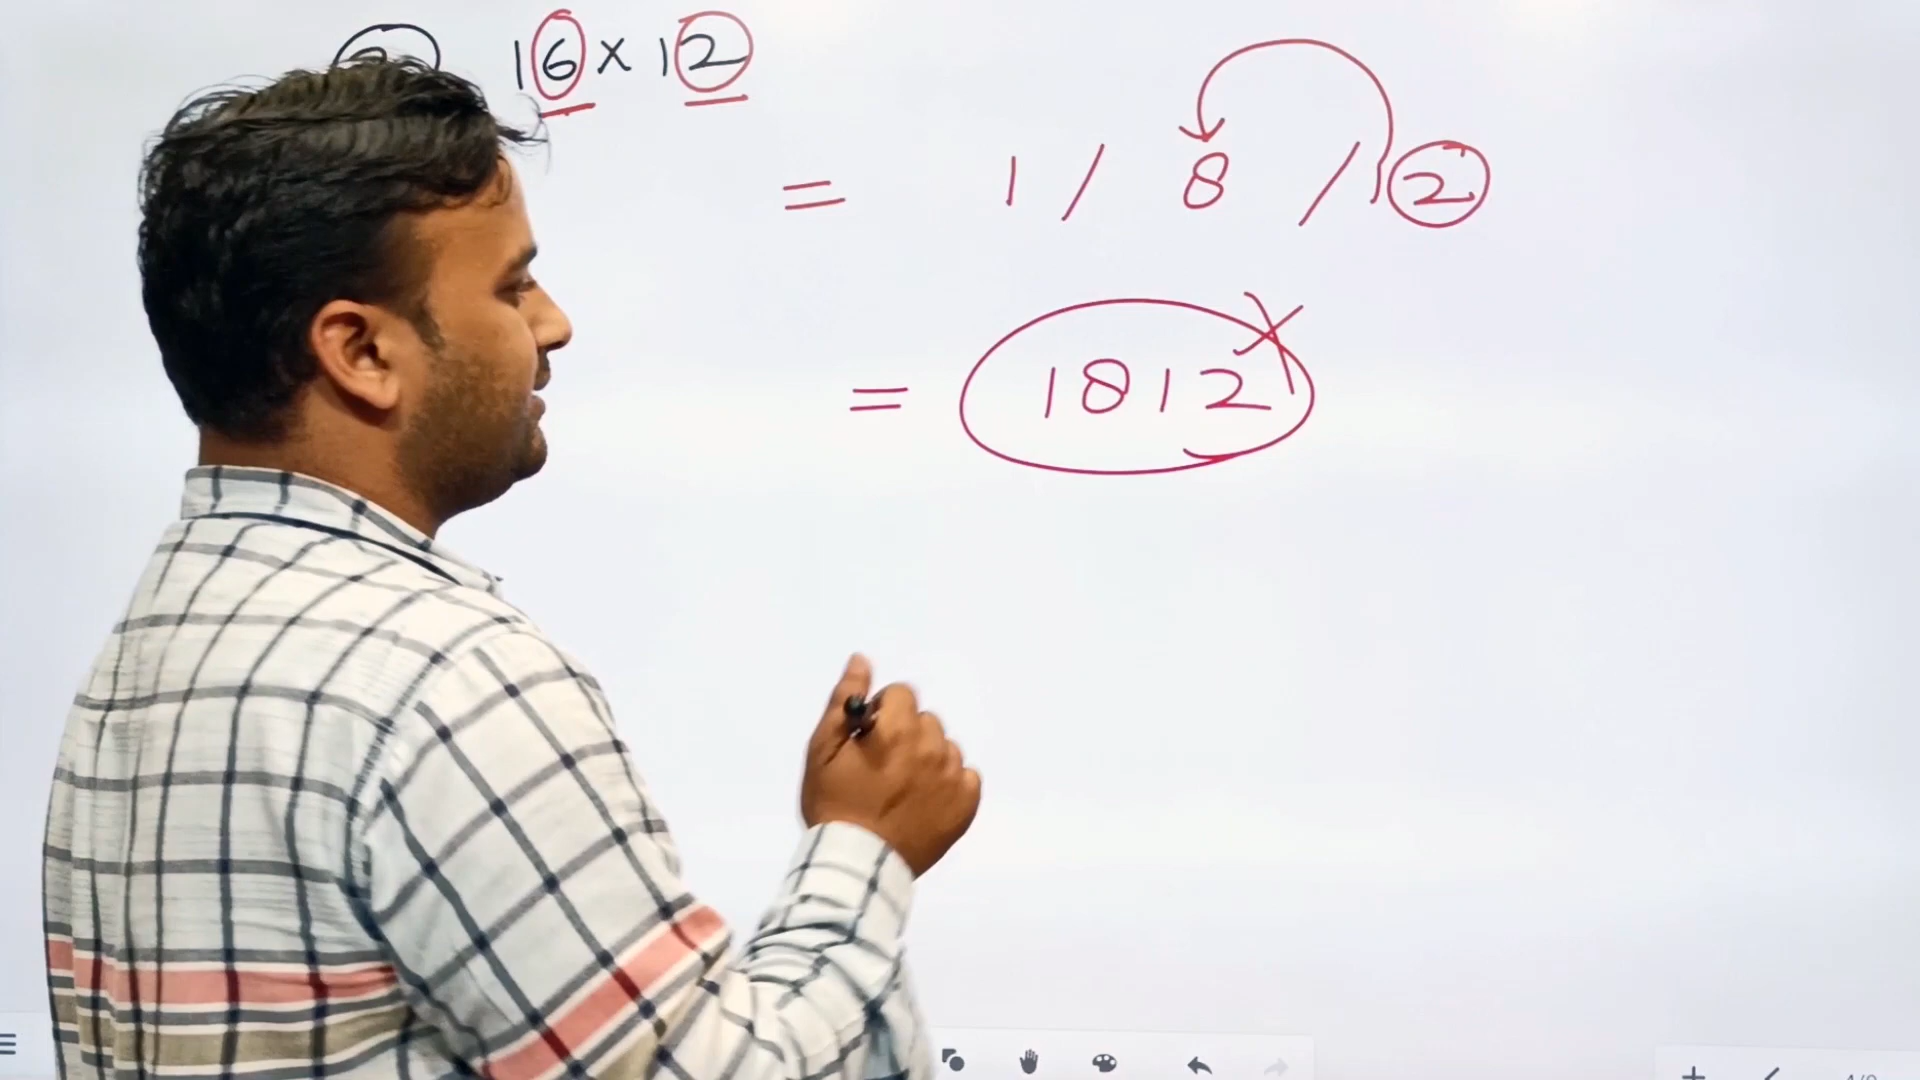 16 × 12
= 1 / 8 / 12
= 1812